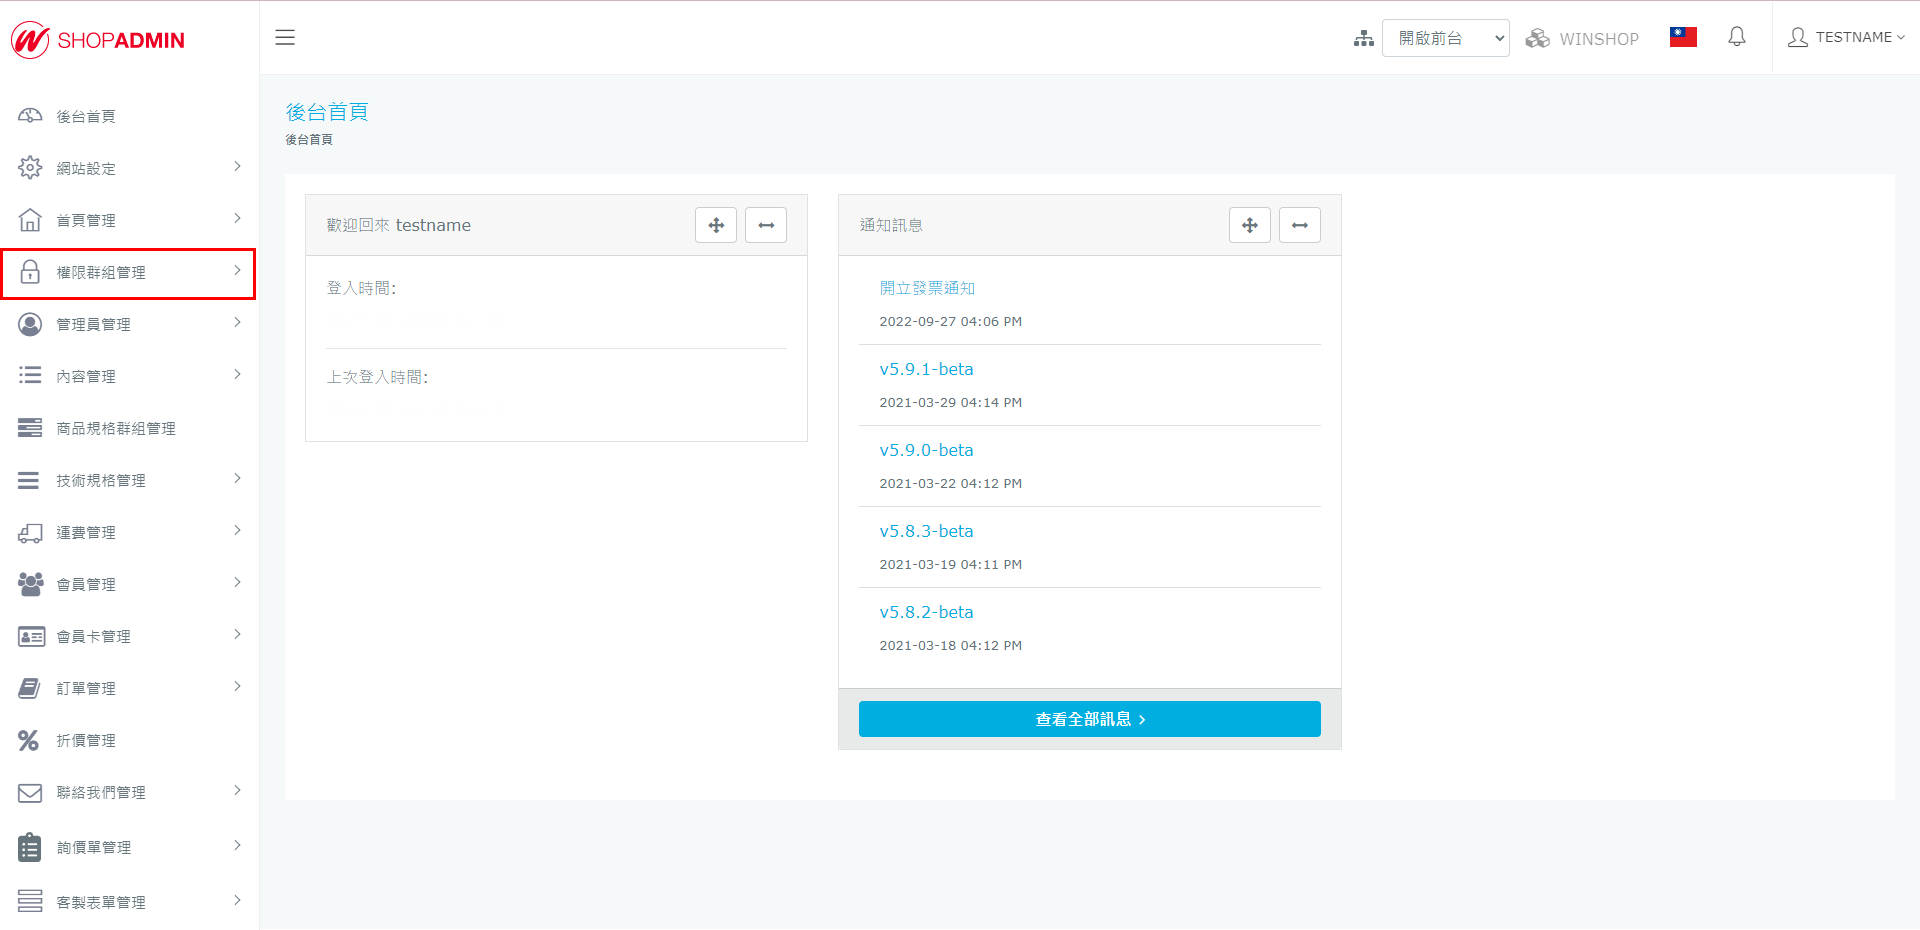 SHOPADMIN
開啟前台
WINSHOP
TESTNAME
後台首頁
網站設定
首頁管理
權限群組管理
管理員管理
內容管理
商品規格群組管理
技術規格管理
運費管理
會員管理
會員卡管理
訂單管理
折價管理
聯絡我們管理
詢價單管理
客製表單管理
後台首頁
後台首頁
歡迎回來 testname
登入時間:
上次登入時間:
通知訊息
開立發票通知
2022-09-27 04:06 PM
v5.9.1-beta
2021-03-29 04:14 PM
v5.9.0-beta
2021-03-22 04:12 PM
v5.8.3-beta
2021-03-19 04:11 PM
v5.8.2-beta
2021-03-18 04:12 PM
查看全部訊息